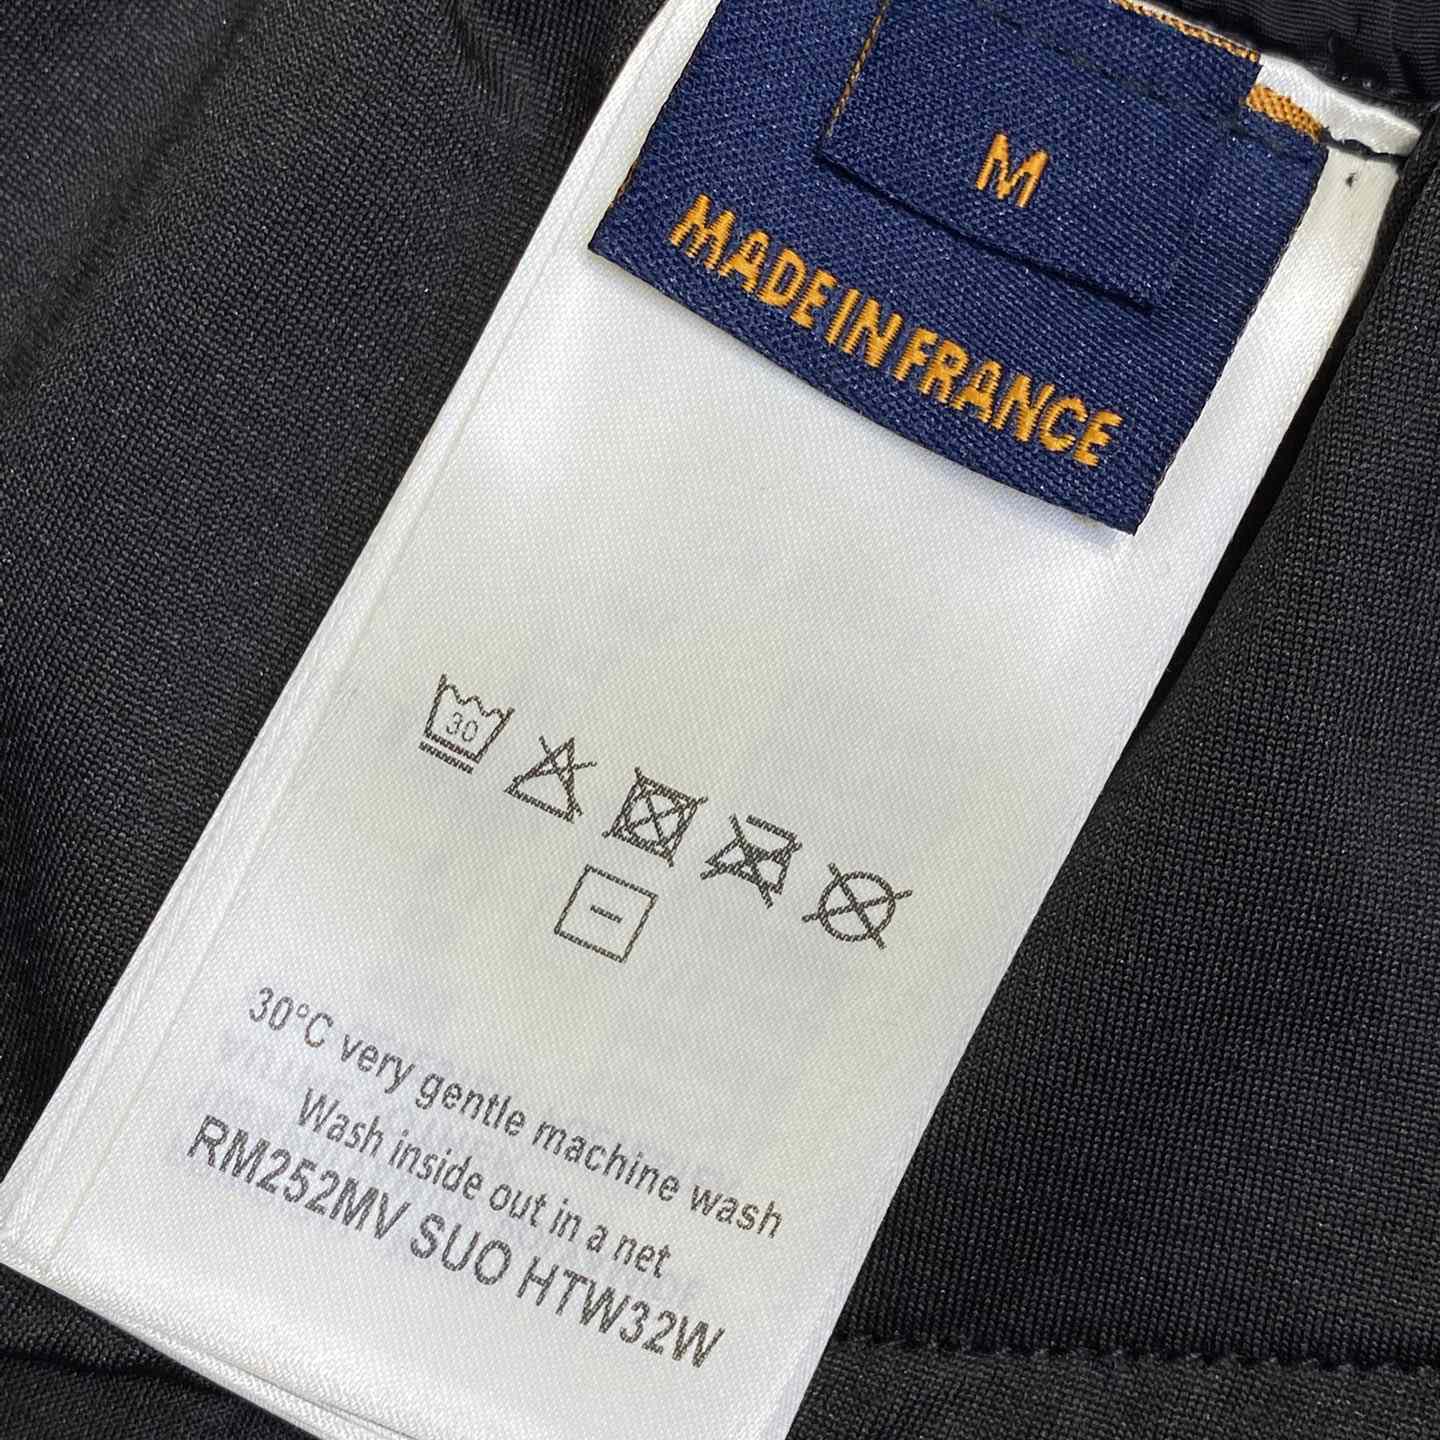 M
MADE IN FRANCE
30
30°C very gentle machine wash
Wash inside out in a net
RM252MV SUO HTW32W